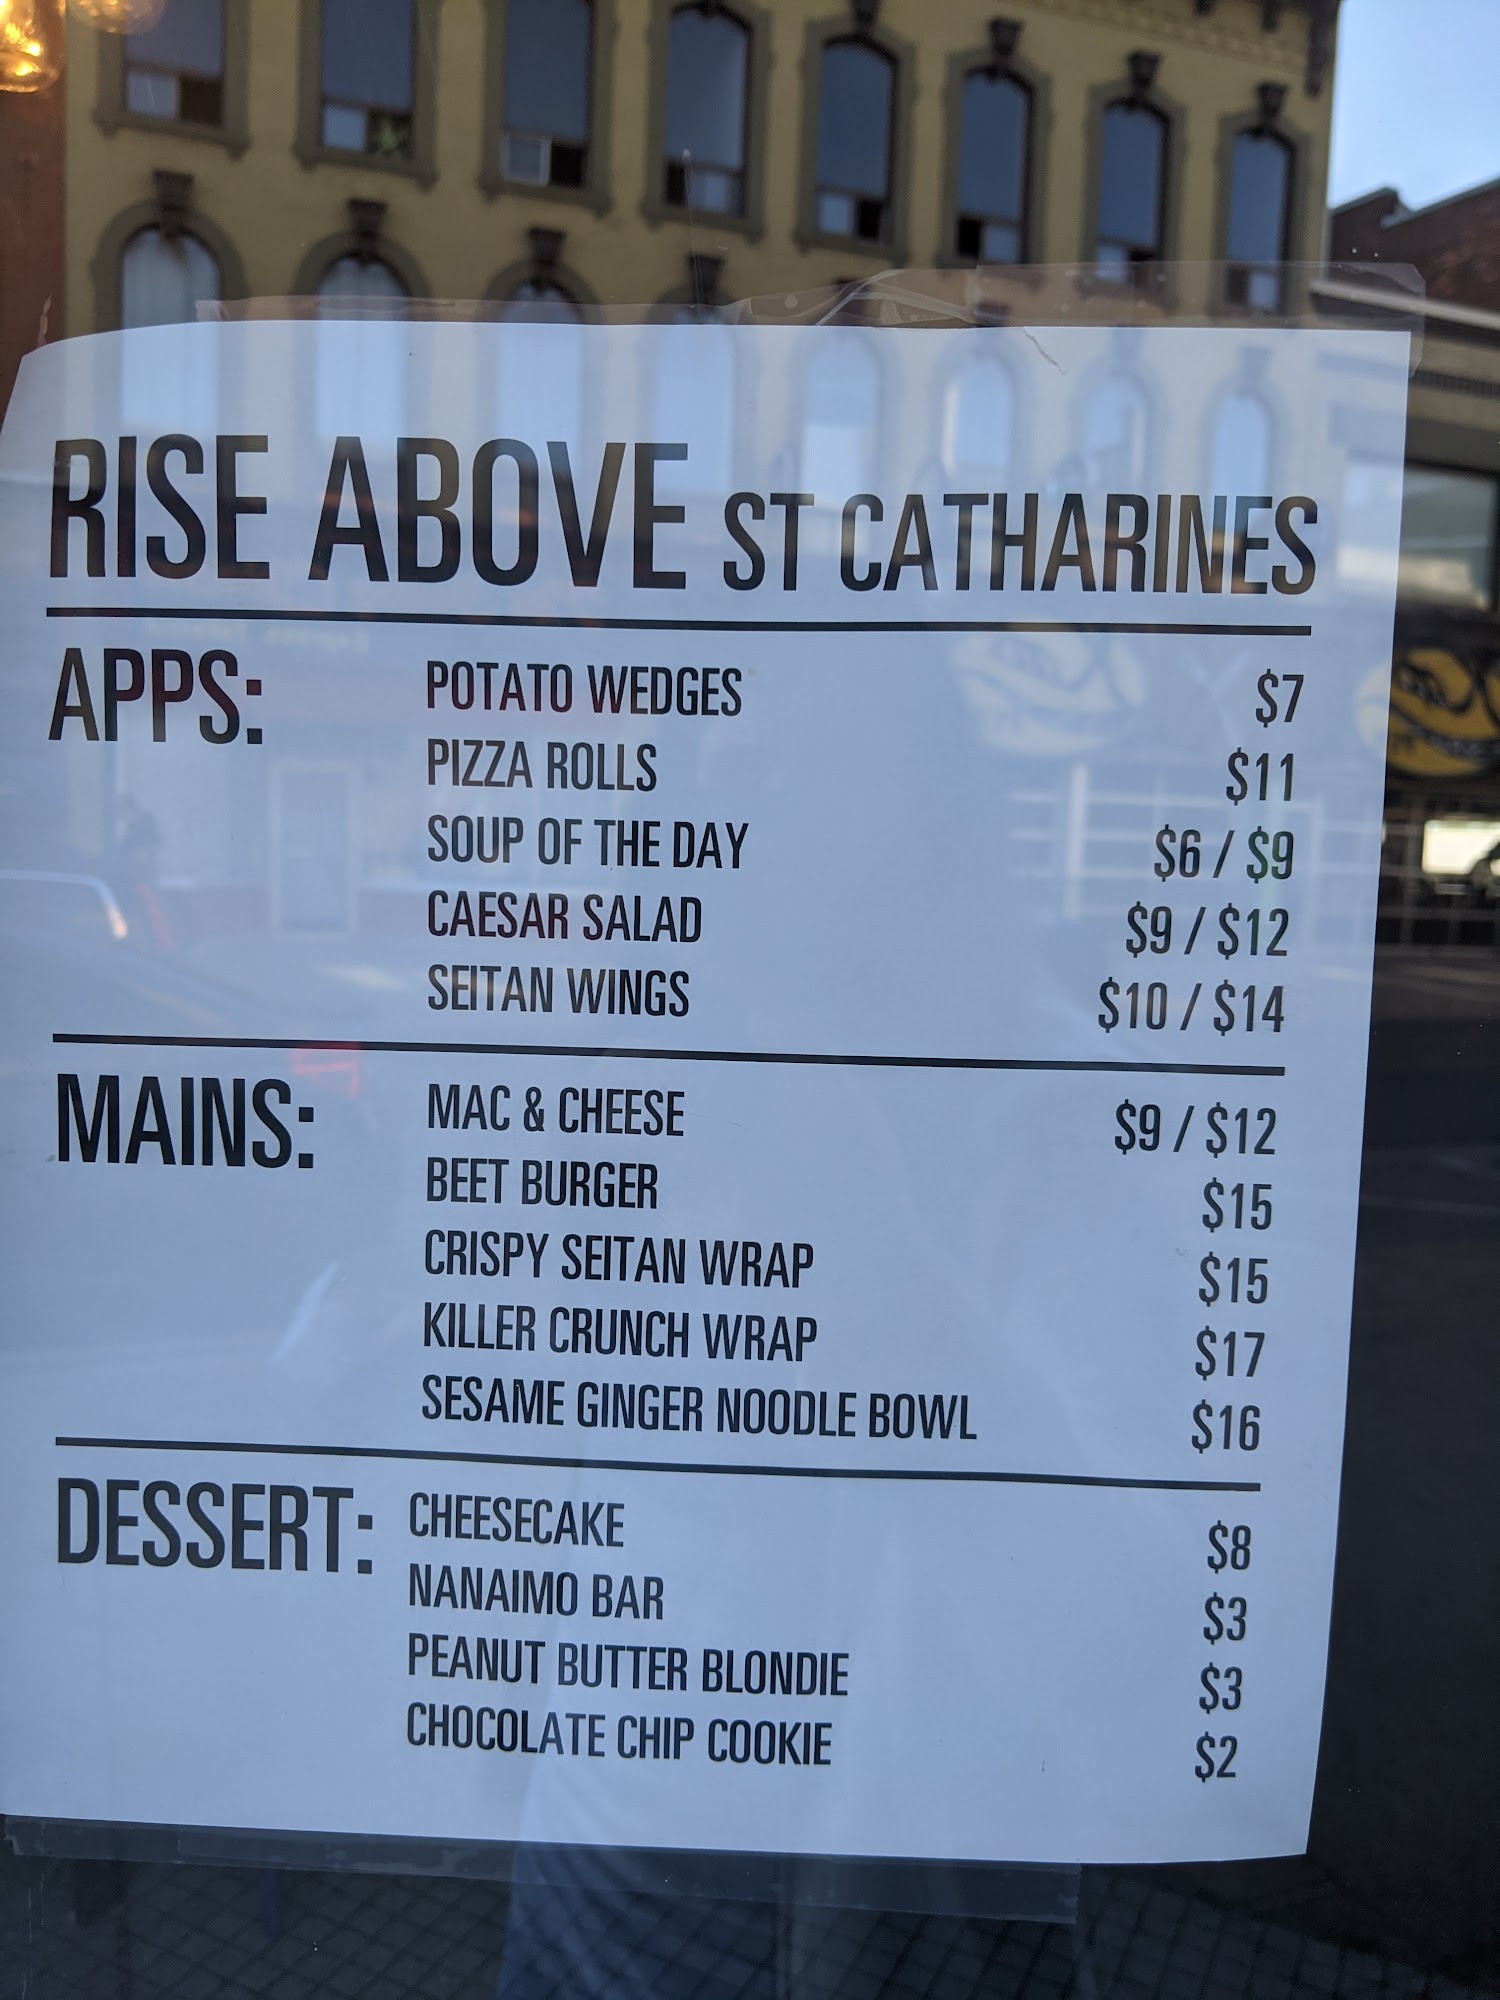 RISE ABOVE ST CATHARINES
APPS: POTATO WEDGES $7
PIZZA ROLLS $11
SOUP OF THE DAY $6 / $9
CAESAR SALAD $9 / $12
SEITAN WINGS $10 / $14
MAINS: MAC & CHEESE $9 / $12
BEET BURGER $15
CRISPY SEITAN WRAP $15
KILLER CRUNCH WRAP $17
SESAME GINGER NOODLE BOWL $16
DESSERT: CHEESECAKE $8
NANAIMO BAR $3
PEANUT BUTTER BLONDIE $3
CHOCOLATE CHIP COOKIE $2